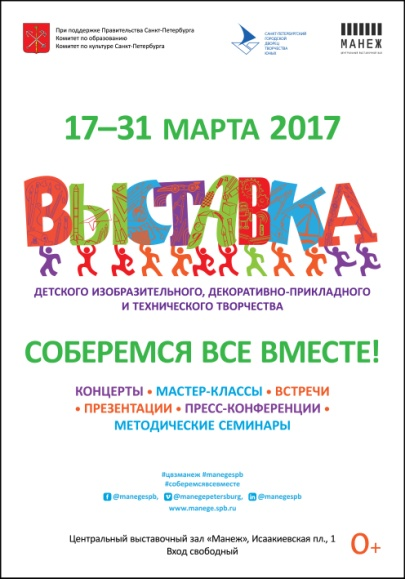 При поддержке Правительства Санкт-Петербурга
Комитет по образованию
Комитет по культуре Санкт-Петербурга
САНКТ-ПЕТЕРБУРГСКИЙ
ГОРОДСКОЙ
ДВОРЕЦ
ТВОРЧЕСТВА
ЮНЫХ
МАНЕЖ
17–31 МАРТА 2017
ВЫСТАВКА
ДЕТСКОГО ИЗОБРАЗИТЕЛЬНОГО, ДЕКОРАТИВНО-ПРИКЛАДНОГО
И ТЕХНИЧЕСКОГО ТВОРЧЕСТВА
СОБЕРЕМСЯ ВСЕ ВМЕСТЕ!
КОНЦЕРТЫ • МАСТЕР-КЛАССЫ • ВСТРЕЧИ
• ПРЕЗЕНТАЦИИ • ПРЕСС-КОНФЕРЕНЦИИ •
МЕТОДИЧЕСКИЕ СЕМИНАРЫ
#цвзманеж #manegespb
#соберемсявсевместе
@manegespb, @manegepetersburg, @manegespb
www.manege.spb.ru
Центральный выставочный зал «Манеж», Исаакиевская пл., 1
Вход свободный
0+